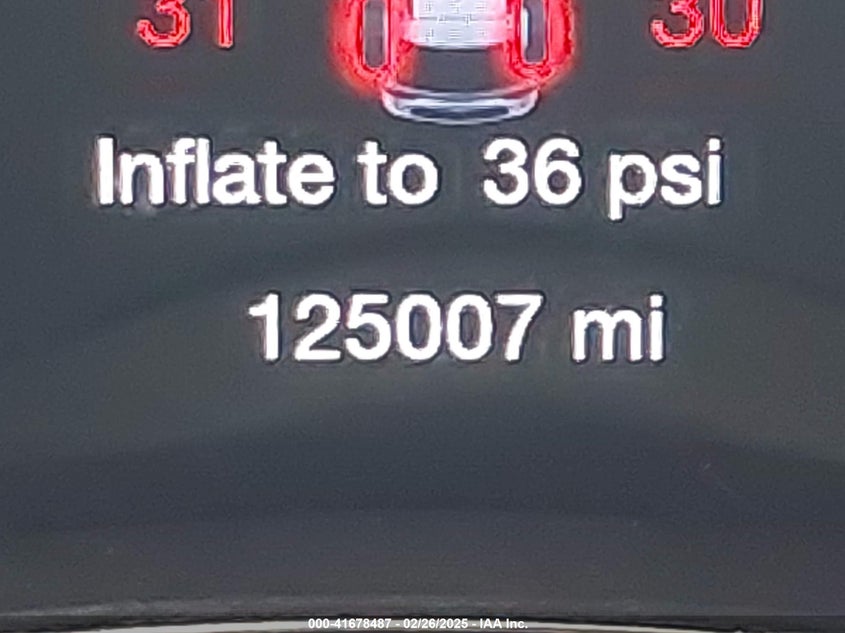 31 30
Inflate to 36 psi
125007 mi
000-41678487 - 02/26/2025 - IAA Inc.